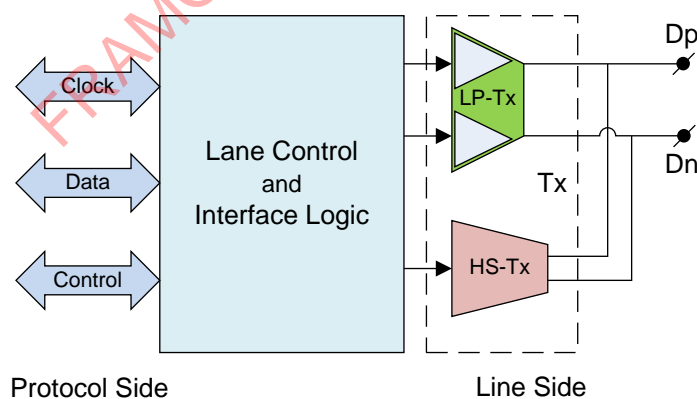 Dp
Clock
LP-Tx
Lane Control
and
Interface Logic
Data
Tx
Dn
Control
HS-Tx
Protocol Side
Line Side